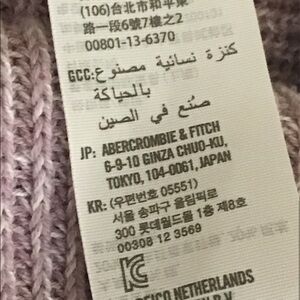 (106)台北市和平東
路一段6號7樓之2
00801-13-6370
GCC: كنزة نسائية مصنوع
بالحياكة
صُنع في الصين
JP: ABERCROMBIE & FITCH
6-9-10 GINZA CHUO-KU,
TOKYO, 104-0061, JAPAN
KR: (우편번호 05551)
서울 송파구 올림픽로
300 롯데월드몰 1층 제8호
00308 12 3569
NETHERLANDS